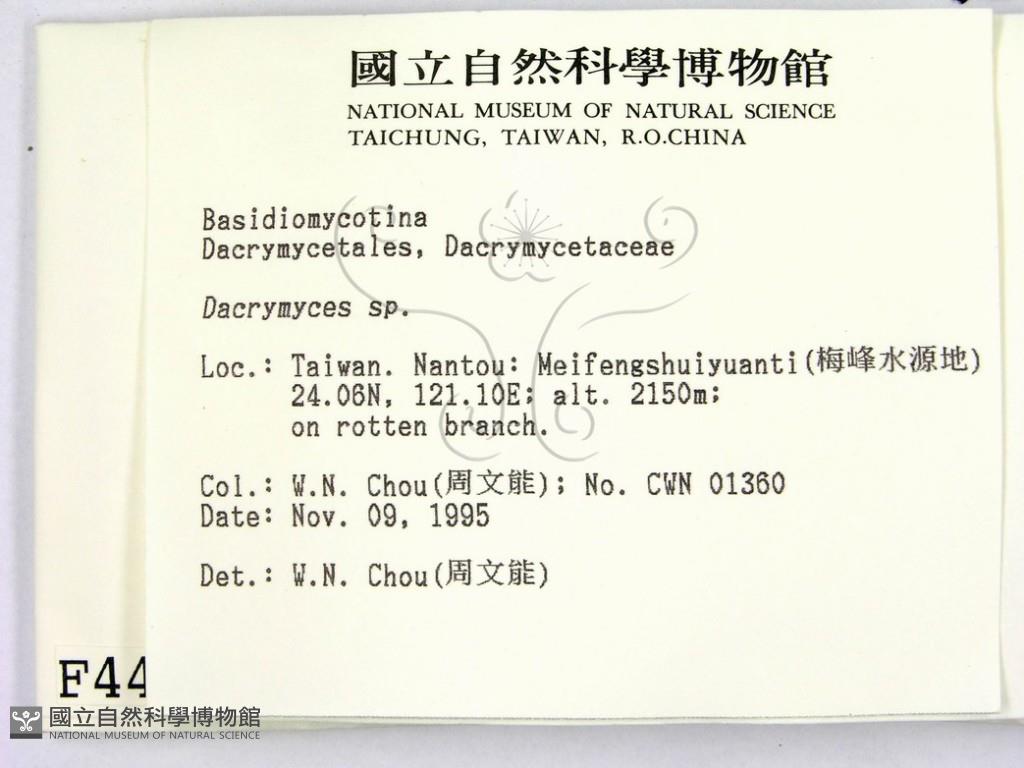 國立自然科學博物館
NATIONAL MUSEUM OF NATURAL SCIENCE
TAICHUNG, TAIWAN, R.O.CHINA
Basidiomycotina
Dacrymycetales, Dacrymycetaceae
Dacrymyces sp.
Loc.: Taiwan. Nantou: Meifengshuiyuanti(梅峰水源地)
24.06N, 121.10E; alt. 2150m;
on rotten branch.
Col.: W.N. Chou(周文能); No. CWN 01360
Date: Nov. 09, 1995
Det.: W.N. Chou(周文能)
F44
國立自然科學博物館
NATIONAL MUSEUM OF NATURAL SCIENCE